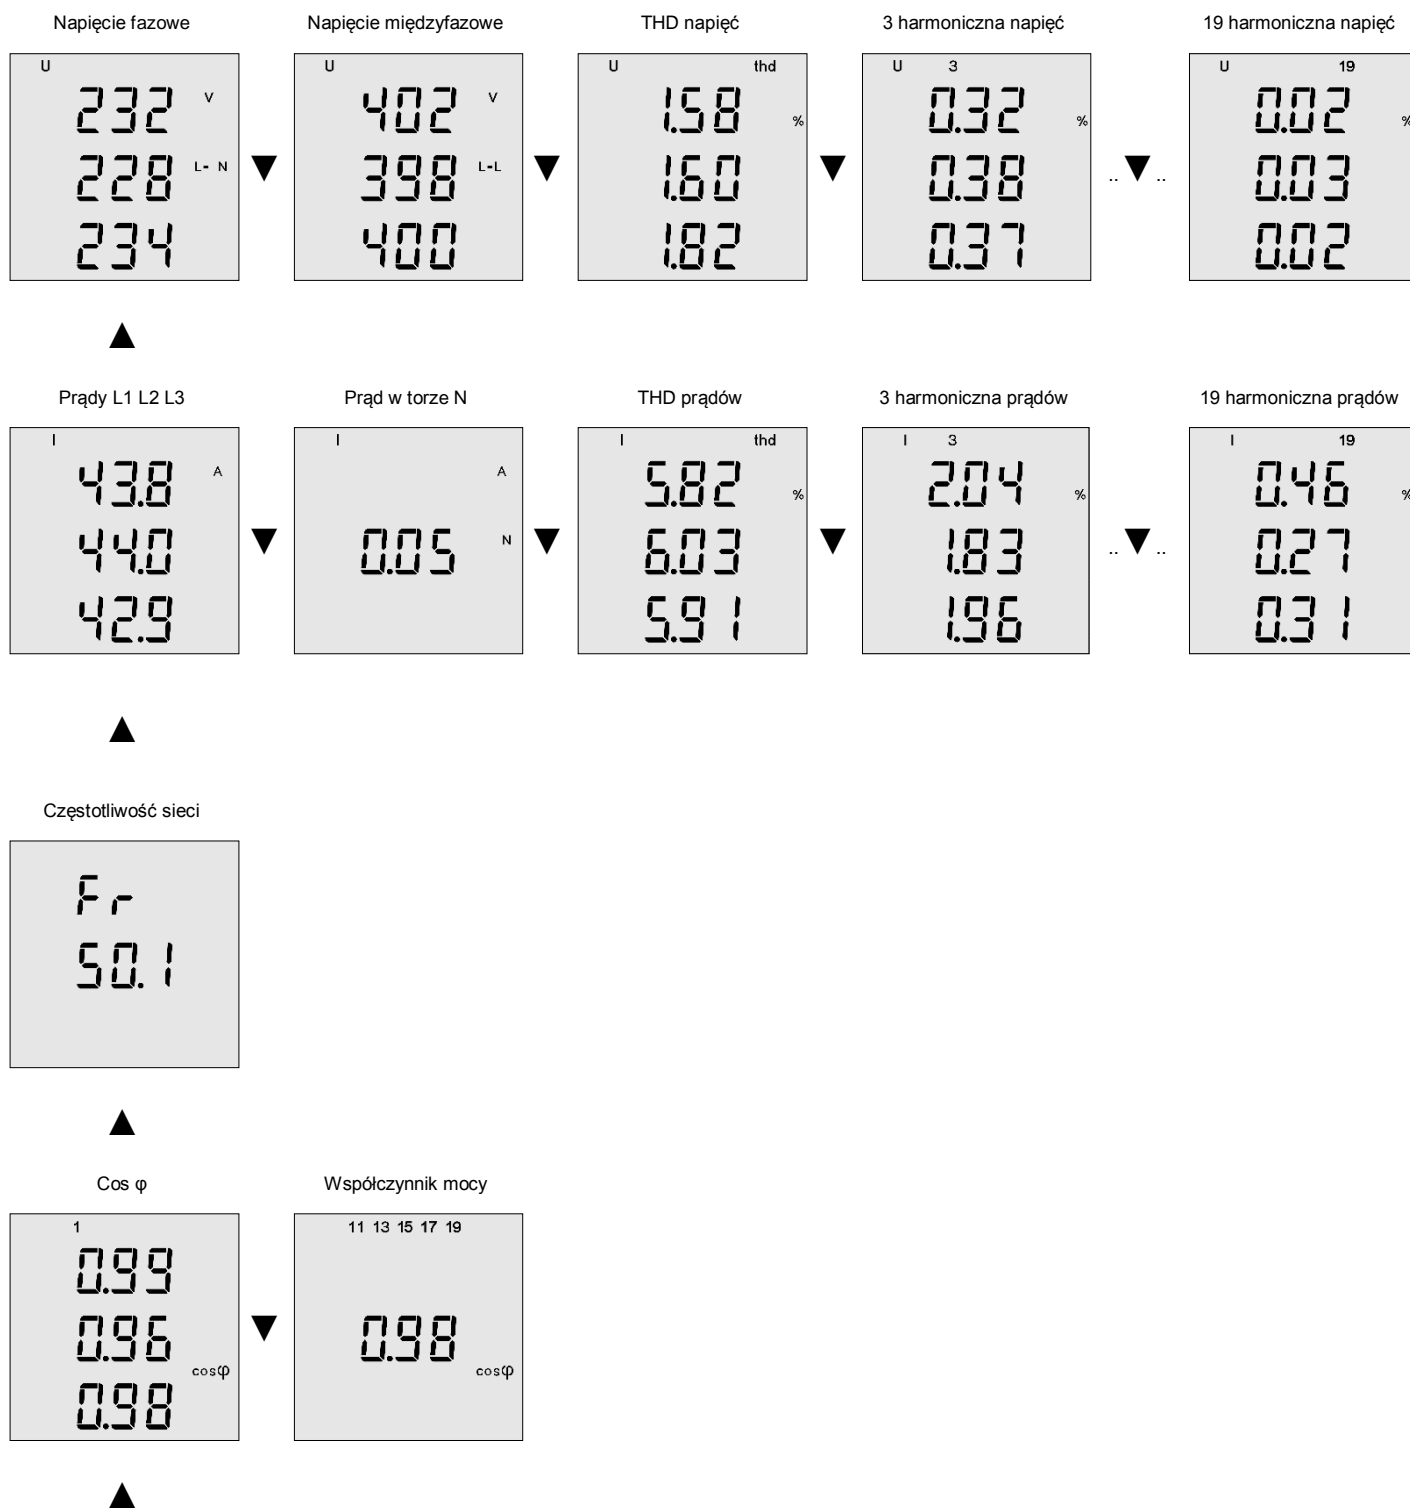 Napięcie fazowe
U
232 V
228 L- N
234
Napięcie międzyfazowe
U
402 V
398 L-L
400
THD napięć
U thd
1.58 %
1.60
1.82
3 harmoniczna napięć
U 3
0.32 %
0.38
0.37
.. ..
19 harmoniczna napięć
U 19
0.02 %
0.03
0.02
Prądy L1 L2 L3
I
43.8 A
44.0
42.9
Prąd w torze N
I
A
0.05 N
THD prądów
I thd
5.82 %
6.03
5.91
3 harmoniczna prądów
I 3
2.04 %
1.83
1.96
.. ..
19 harmoniczna prądów
I 19
0.46 %
0.27
0.31
Częstotliwość sieci
Fr
50.1
Cos φ
1
0.99
0.96
cosφ
0.98
Współczynnik mocy
11 13 15 17 19
0.98
cosφ